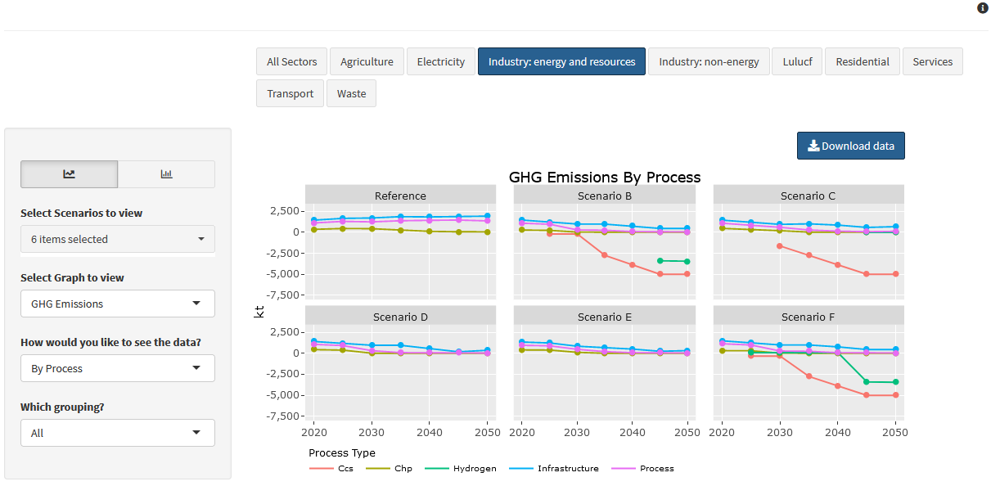 All Sectors Agriculture Electricity Industry: energy and resources Industry: non-energy Lulucf Residential Services
Transport Waste
Download data
Select Scenarios to view
6 items selected
Select Graph to view
GHG Emissions
How would you like to see the data?
By Process
Which grouping?
All
GHG Emissions By Process
Reference Scenario B Scenario C
2,500
0
-2,500
-5,000
-7,500
kt
Scenario D Scenario E Scenario F
2,500
0
-2,500
-5,000
-7,500
2020 2030 2040 2050 2020 2030 2040 2050 2020 2030 2040 2050
Process Type
Ccs Chp Hydrogen Infrastructure Process